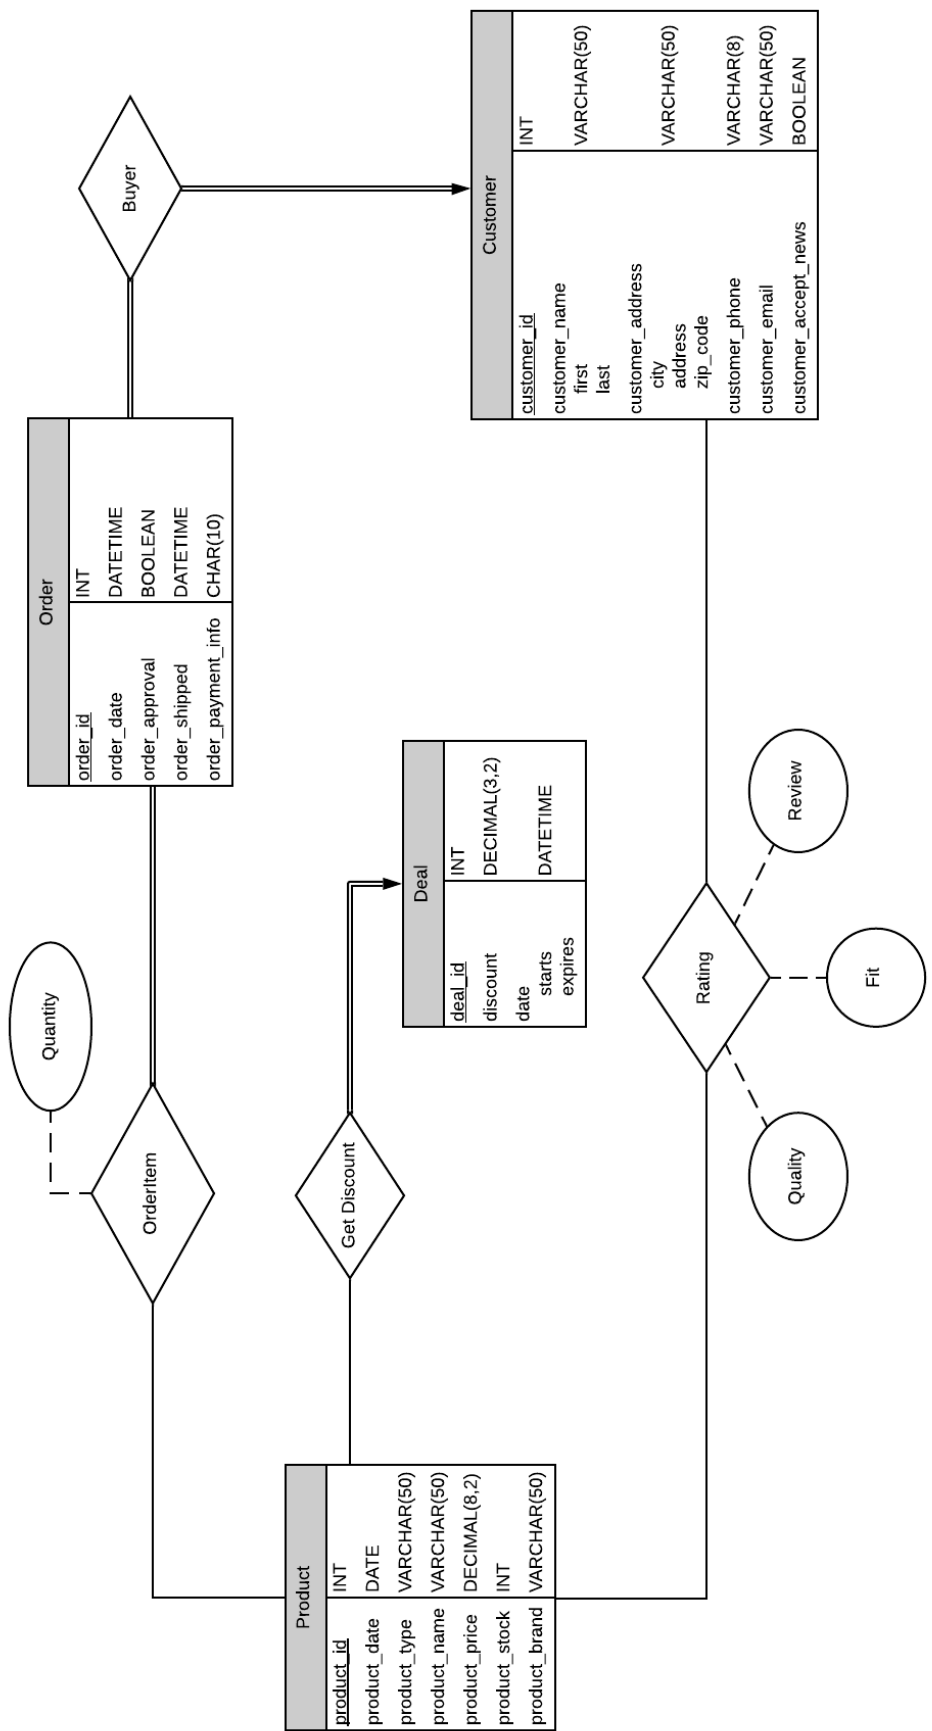 Product
product_id INT
product_date DATE
product_type VARCHAR(50)
product_name VARCHAR(50)
product_price DECIMAL(8,2)
product_stock INT
product_brand VARCHAR(50)
OrderItem
Quantity
Order
order_id INT
order_date DATETIME
order_approval BOOLEAN
order_shipped DATETIME
order_payment_info CHAR(10)
Buyer
Get Discount
Deal
deal_id INT
discount DECIMAL(3,2)
date
starts DATETIME
expires
Customer
customer_id INT
customer_name
first VARCHAR(50)
last
customer_address
city
address VARCHAR(50)
zip_code
customer_phone VARCHAR(8)
customer_email VARCHAR(50)
customer_accept_news BOOLEAN
Rating
Quality
Fit
Review